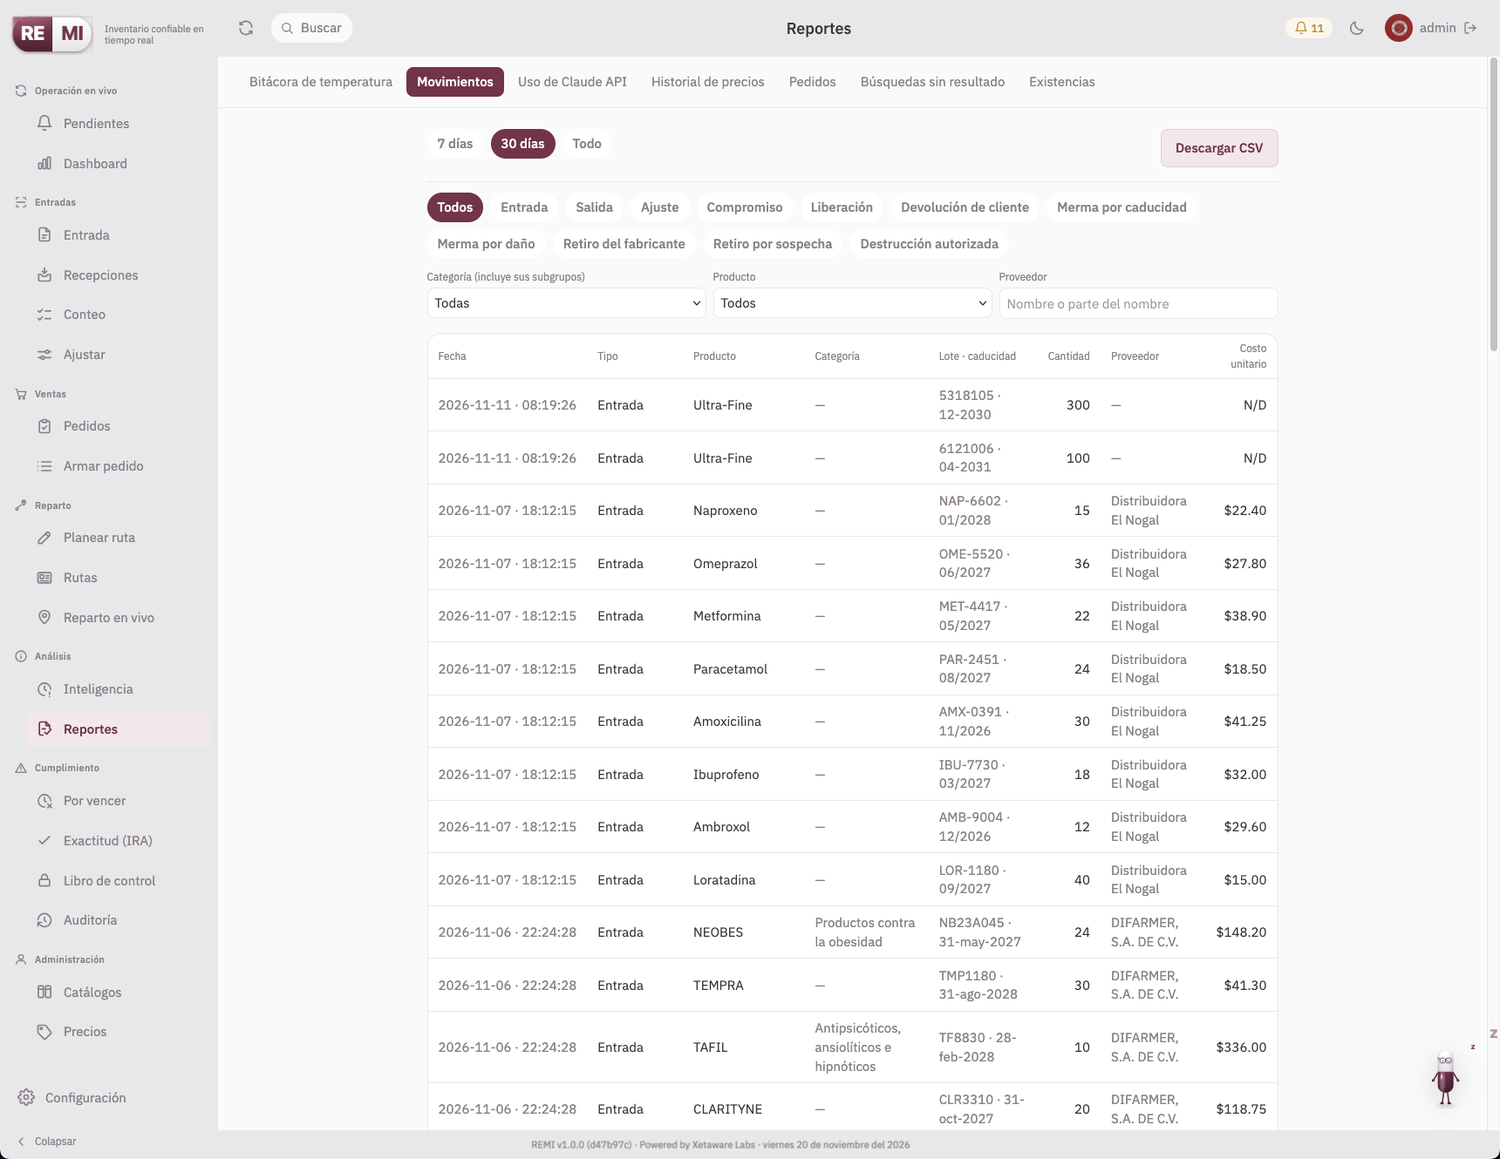 RE MI
Inventario confiable en
tiempo real
Buscar
Reportes
11
admin
Operación en vivo
Pendientes
Dashboard
Entradas
Entrada
Recepciones
Conteo
Ajustar
Ventas
Pedidos
Armar pedido
Reparto
Planear ruta
Rutas
Reparto en vivo
Análisis
Inteligencia
Reportes
Cumplimiento
Por vencer
Exactitud (IRA)
Libro de control
Auditoría
Administración
Catálogos
Precios
Configuración
Colapsar
Bitácora de temperatura Movimientos Uso de Claude API Historial de precios Pedidos Búsquedas sin resultado Existencias
7 días 30 días Todo
Descargar CSV
Todos Entrada Salida Ajuste Compromiso Liberación Devolución de cliente Merma por caducidad
Merma por daño Retiro del fabricante Retiro por sospecha Destrucción autorizada
Categoría (incluye sus subgrupos) Producto Proveedor
Todas Todos Nombre o parte del nombre
Fecha Tipo Producto Categoría Lote · caducidad Cantidad Proveedor Costo
unitario
2026-11-11 · 08:19:26 Entrada Ultra-Fine — 5318105 ·
12-2030 300 — N/D
2026-11-11 · 08:19:26 Entrada Ultra-Fine — 6121006 ·
04-2031 100 — N/D
2026-11-07 · 18:12:15 Entrada Naproxeno — NAP-6602 ·
01/2028 15 Distribuidora
El Nogal $22.40
2026-11-07 · 18:12:15 Entrada Omeprazol — OME-5520 ·
06/2027 36 Distribuidora
El Nogal $27.80
2026-11-07 · 18:12:15 Entrada Metformina — MET-4417 ·
05/2027 22 Distribuidora
El Nogal $38.90
2026-11-07 · 18:12:15 Entrada Paracetamol — PAR-2451 ·
08/2027 24 Distribuidora
El Nogal $18.50
2026-11-07 · 18:12:15 Entrada Amoxicilina — AMX-0391 ·
11/2026 30 Distribuidora
El Nogal $41.25
2026-11-07 · 18:12:15 Entrada Ibuprofeno — IBU-7730 ·
03/2027 18 Distribuidora
El Nogal $32.00
2026-11-07 · 18:12:15 Entrada Ambroxol — AMB-9004 ·
12/2026 12 Distribuidora
El Nogal $29.60
2026-11-07 · 18:12:15 Entrada Loratadina — LOR-1180 ·
09/2027 40 Distribuidora
El Nogal $15.00
2026-11-06 · 22:24:28 Entrada NEOBES Productos contra
la obesidad NB23A045 ·
31-may-2027 24 DIFARMER,
S.A. DE C.V. $148.20
2026-11-06 · 22:24:28 Entrada TEMPRA — TMP1180 ·
31-ago-2028 30 DIFARMER,
S.A. DE C.V. $41.30
2026-11-06 · 22:24:28 Entrada TAFIL Antipsicóticos,
ansiolíticos e
hipnóticos TF8830 · 28-
feb-2028 10 DIFARMER,
S.A. DE C.V. $336.00
2026-11-06 · 22:24:28 Entrada CLARITYNE — CLR3310 · 31-
oct-2027 20 DIFARMER,
S.A. DE C.V. $118.75
z
z
REMI v1.0.0 (d47b97c) · Powered by Xetaware Labs · viernes 20 de noviembre del 2026